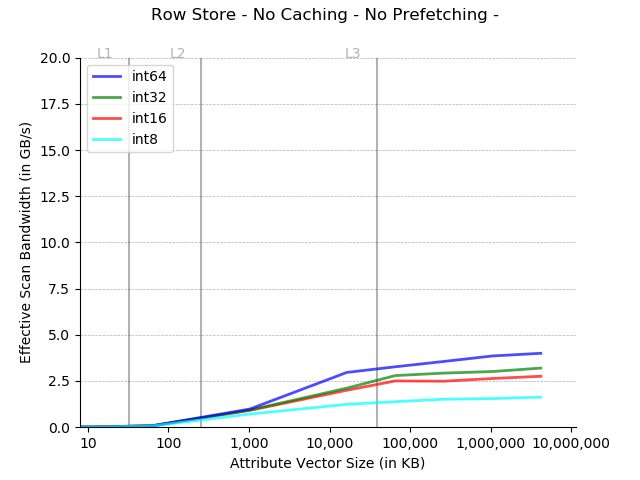 Row Store - No Caching - No Prefetching -
L1 L2 L3
int64
int32
int16
int8
Effective Scan Bandwidth (in GB/s)
20.0
17.5
15.0
12.5
10.0
7.5
5.0
2.5
0.0
10 100 1,000 10,000 100,000 1,000,000 10,000,000
Attribute Vector Size (in KB)